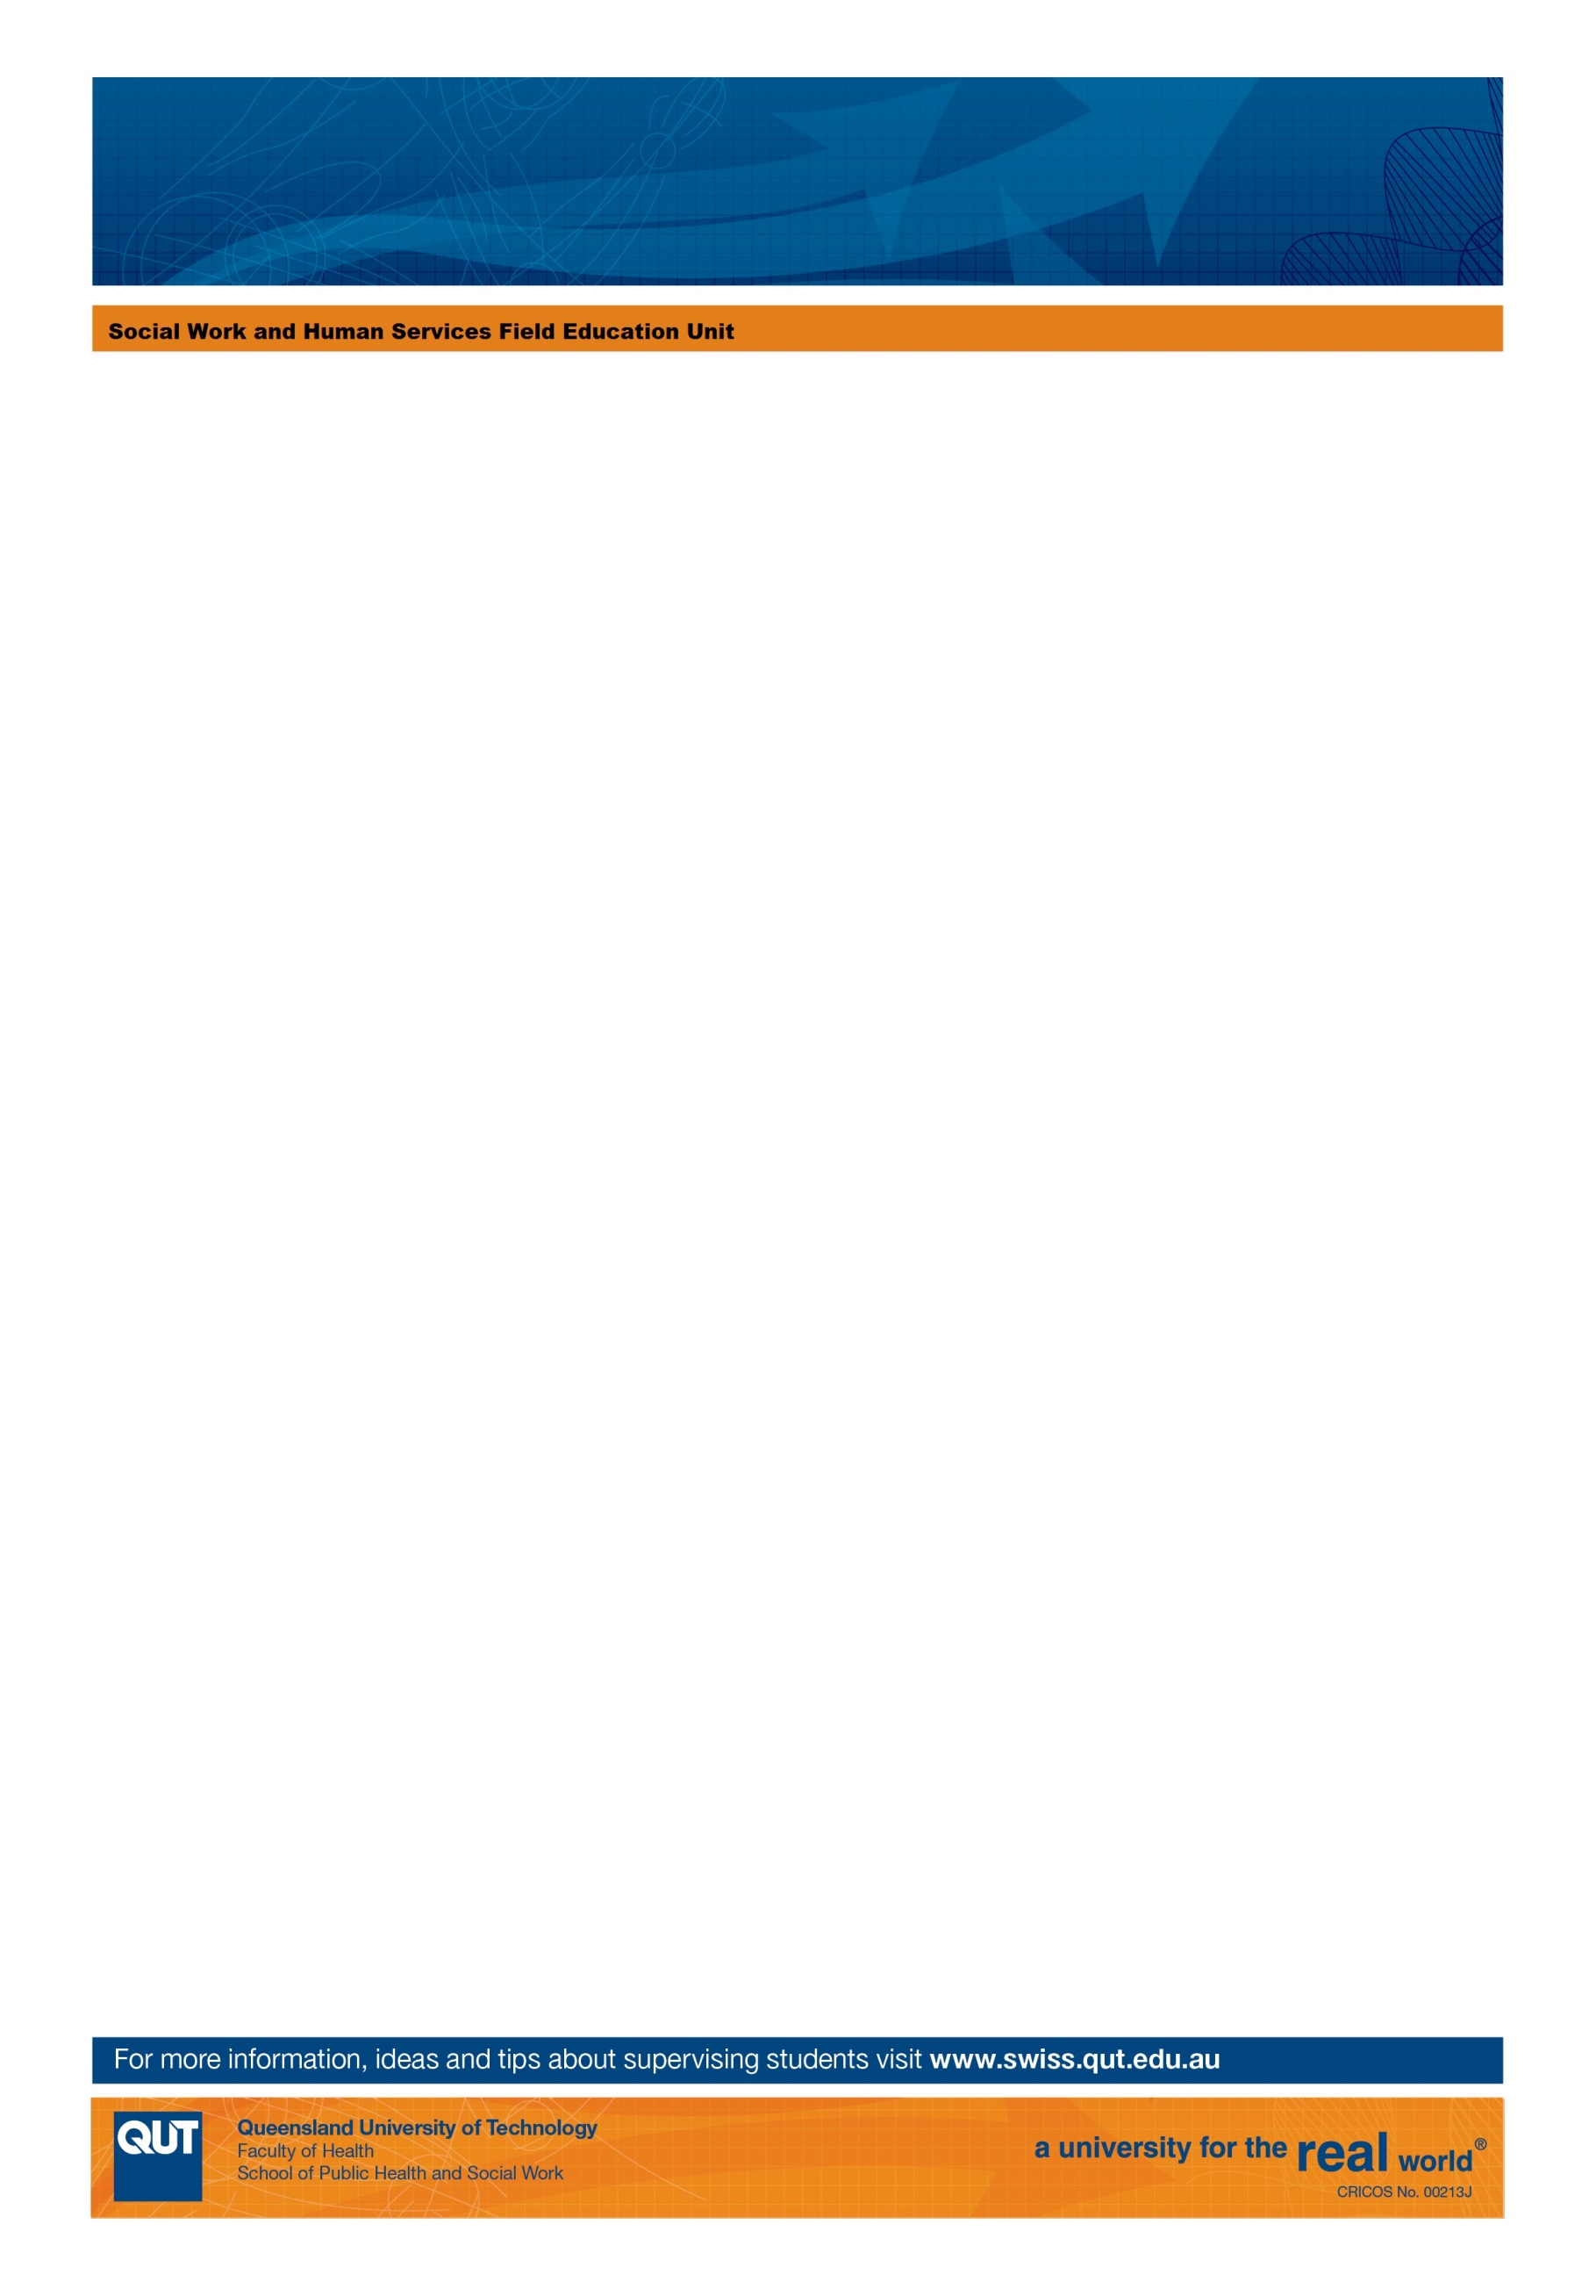 Social Work and Human Services Field Education Unit
For more information, ideas and tips about supervising students visit www.swiss.qut.edu.au
QUT
Queensland University of Technology
Faculty of Health
School of Public Health and Social Work
a university for the real world®
CRICOS No. 00213J